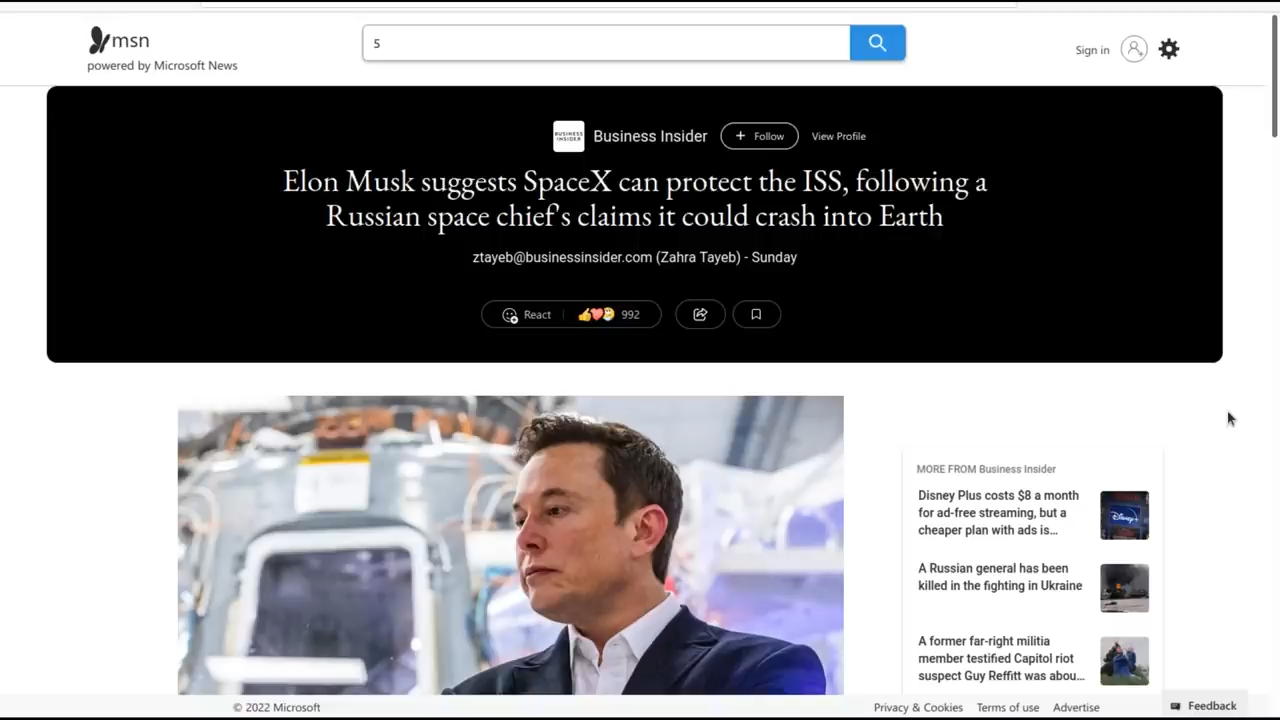 msn
powered by Microsoft News
5
Sign in
BUSINESS
INSIDER
Business Insider
+ Follow
View Profile
Elon Musk suggests SpaceX can protect the ISS, following a
Russian space chief's claims it could crash into Earth
ztayeb@businessinsider.com (Zahra Tayeb) - Sunday
React
992
MORE FROM Business Insider
Disney Plus costs $8 a month
for ad-free streaming, but a
cheaper plan with ads is...
Disney+
A Russian general has been
killed in the fighting in Ukraine
A former far-right militia
member testified Capitol riot
suspect Guy Reffitt was abou...
© 2022 Microsoft
Privacy & Cookies
Terms of use
Advertise
Feedback